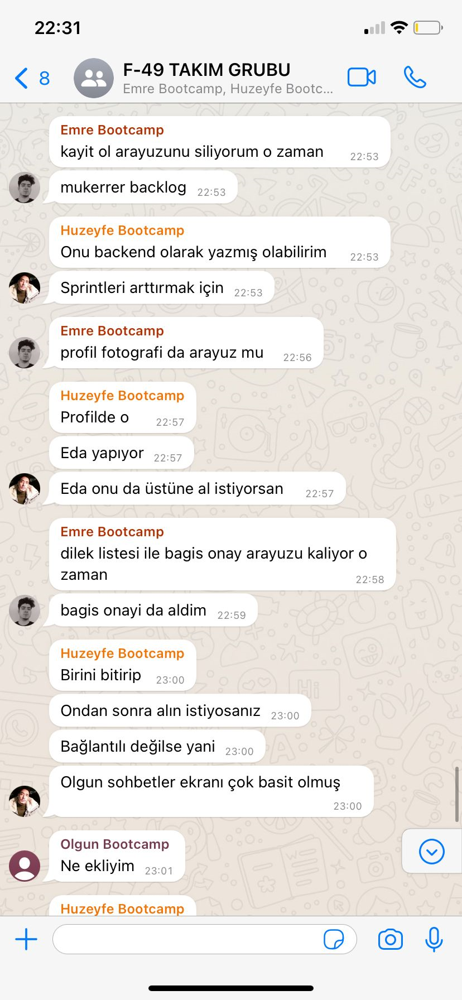 22:31
8
F-49 TAKIM GRUBU
Emre Bootcamp, Huzeyfe Bootc...
Emre Bootcamp
kayit ol arayuzunu siliyorum o zaman 22:53
mukerrer backlog 22:53
Huzeyfe Bootcamp
Onu backend olarak yazmış olabilirim 22:53
Sprintleri arttırmak için 22:53
Emre Bootcamp
profil fotografi da arayuz mu 22:56
Huzeyfe Bootcamp
Profilde o 22:57
Eda yapıyor 22:57
Eda onu da üstüne al istiyorsan 22:57
Emre Bootcamp
dilek listesi ile bagis onay arayuzu kaliyor o
zaman 22:58
bagis onayi da aldim 22:59
Huzeyfe Bootcamp
Birini bitirip 23:00
Ondan sonra alın istiyosanız 23:00
Bağlantılı değilse yani 23:00
Olgun sohbetler ekranı çok basit olmuş
23:00
Olgun Bootcamp
Ne ekliyim 23:01
Huzeyfe Bootcamp